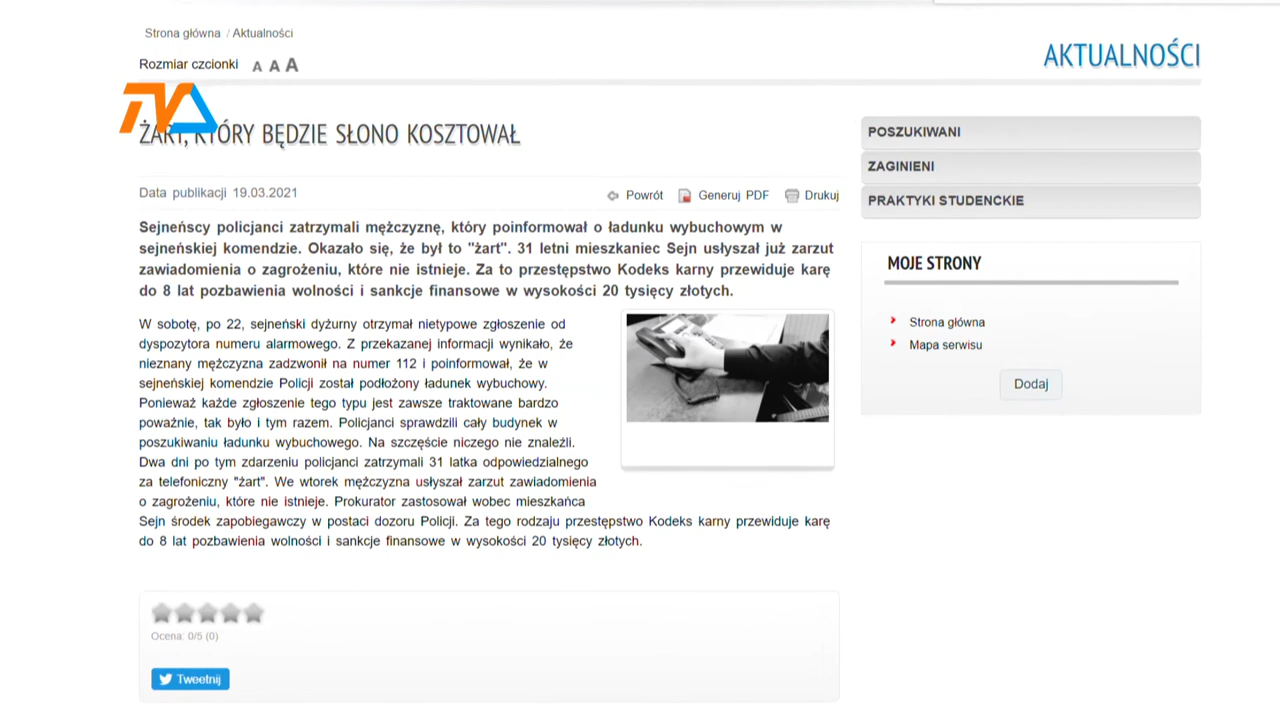 Strona główna / Aktualności
AKTUALNOŚCI
Rozmiar czcionki A A A
TVA
ŻART, KTÓRY BĘDZIE SŁONO KOSZTOWAŁ
Data publikacji 19.03.2021
Powrót Generuj PDF Drukuj
Sejneńscy policjanci zatrzymali mężczyznę, który poinformował o ładunku wybuchowym w
sejneńskiej komendzie. Okazało się, że był to "żart". 31 letni mieszkaniec Sejn usłyszał już zarzut
zawiadomienia o zagrożeniu, które nie istnieje. Za to przestępstwo Kodeks karny przewiduje karę
do 8 lat pozbawienia wolności i sankcje finansowe w wysokości 20 tysięcy złotych.
W sobotę, po 22, sejneński dyżurny otrzymał nietypowe zgłoszenie od
dyspozytora numeru alarmowego. Z przekazanej informacji wynikało, że
nieznany mężczyzna zadzwonił na numer 112 i poinformował, że w
sejneńskiej komendzie Policji został podłożony ładunek wybuchowy.
Ponieważ każde zgłoszenie tego typu jest zawsze traktowane bardzo
poważnie, tak było i tym razem. Policjanci sprawdzili cały budynek w
poszukiwaniu ładunku wybuchowego. Na szczęście niczego nie znaleźli.
Dwa dni po tym zdarzeniu policjanci zatrzymali 31 latka odpowiedzialnego
za telefoniczny "żart". We wtorek mężczyzna usłyszał zarzut zawiadomienia
o zagrożeniu, które nie istnieje. Prokurator zastosował wobec mieszkańca
Sejn środek zapobiegawczy w postaci dozoru Policji. Za tego rodzaju przestępstwo Kodeks karny przewiduje karę
do 8 lat pozbawienia wolności i sankcje finansowe w wysokości 20 tysięcy złotych.
Ocena: 0/5 (0)
Tweetnij
POSZUKIWANI
ZAGINIENI
PRAKTYKI STUDENCKIE
MOJE STRONY
Strona główna
Mapa serwisu
Dodaj